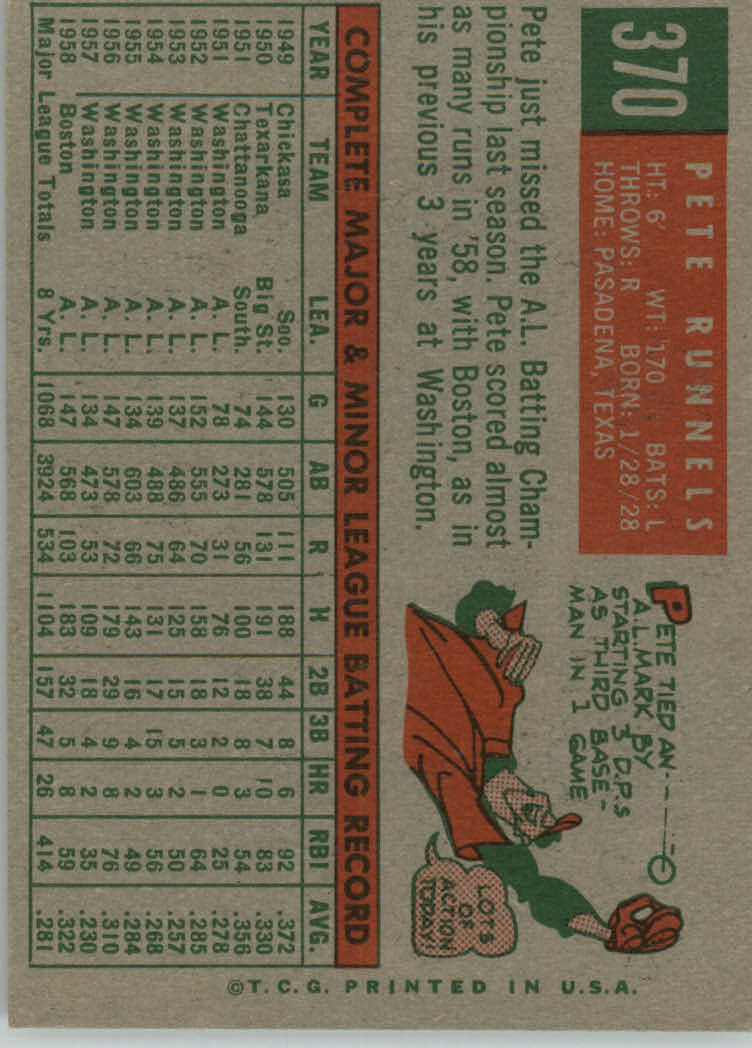 370
PETE RUNNELS
HT.: 6' WT: 170 BATS: L
THROWS: R BORN: 1/28/28
HOME: PASADENA, TEXAS
Pete just missed the A.L. Batting Cham-
pionship last season. Pete scored almost
as many runs in '58, with Boston, as in
his previous 3 years at Washington.
PETE TIED AN
A.L. MARK BY
STARTING 3 D.P.S
AS THIRD BASE-
MAN IN 1 GAME
LOTS
OF
ACTION
TODAY!
COMPLETE MAJOR & MINOR LEAGUE BATTING RECORD
YEAR TEAM LEA. G AB R H 2B 3B HR RBI AVG.
1949 Chickasa Soo. 130 505 111 188 44 8 6 92 .372
1950 Texarkana Big St. 144 578 131 191 38 7 10 83 .330
1951 Chattanooga South. 74 281 56 100 18 8 3 54 .356
1951 Washington A. L. 78 273 31 76 12 2 0 25 .278
1952 Washington A. L. 152 555 70 158 18 3 1 64 .285
1953 Washington A. L. 137 486 64 125 15 5 2 50 .257
1954 Washington A. L. 139 488 75 131 17 15 3 56 .268
1955 Washington A. L. 134 603 66 143 16 4 2 49 .284
1956 Washington A. L. 147 578 72 179 29 9 8 76 .310
1957 Washington A. L. 134 473 53 109 18 4 2 35 .230
1958 Boston A. L. 147 568 103 183 32 5 8 59 .322
Major League Totals 8 Yrs. 1068 3924 534 1104 157 47 26 414 .281
©T.C.G. PRINTED IN U.S.A.